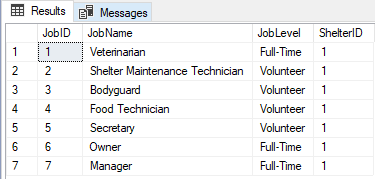 Results Messages
JobID JobName JobLevel ShelterID
1 1 Veterinarian Full-Time 1
2 2 Shelter Maintenance Technician Volunteer 1
3 3 Bodyguard Volunteer 1
4 4 Food Technician Volunteer 1
5 5 Secretary Volunteer 1
6 6 Owner Full-Time 1
7 7 Manager Full-Time 1